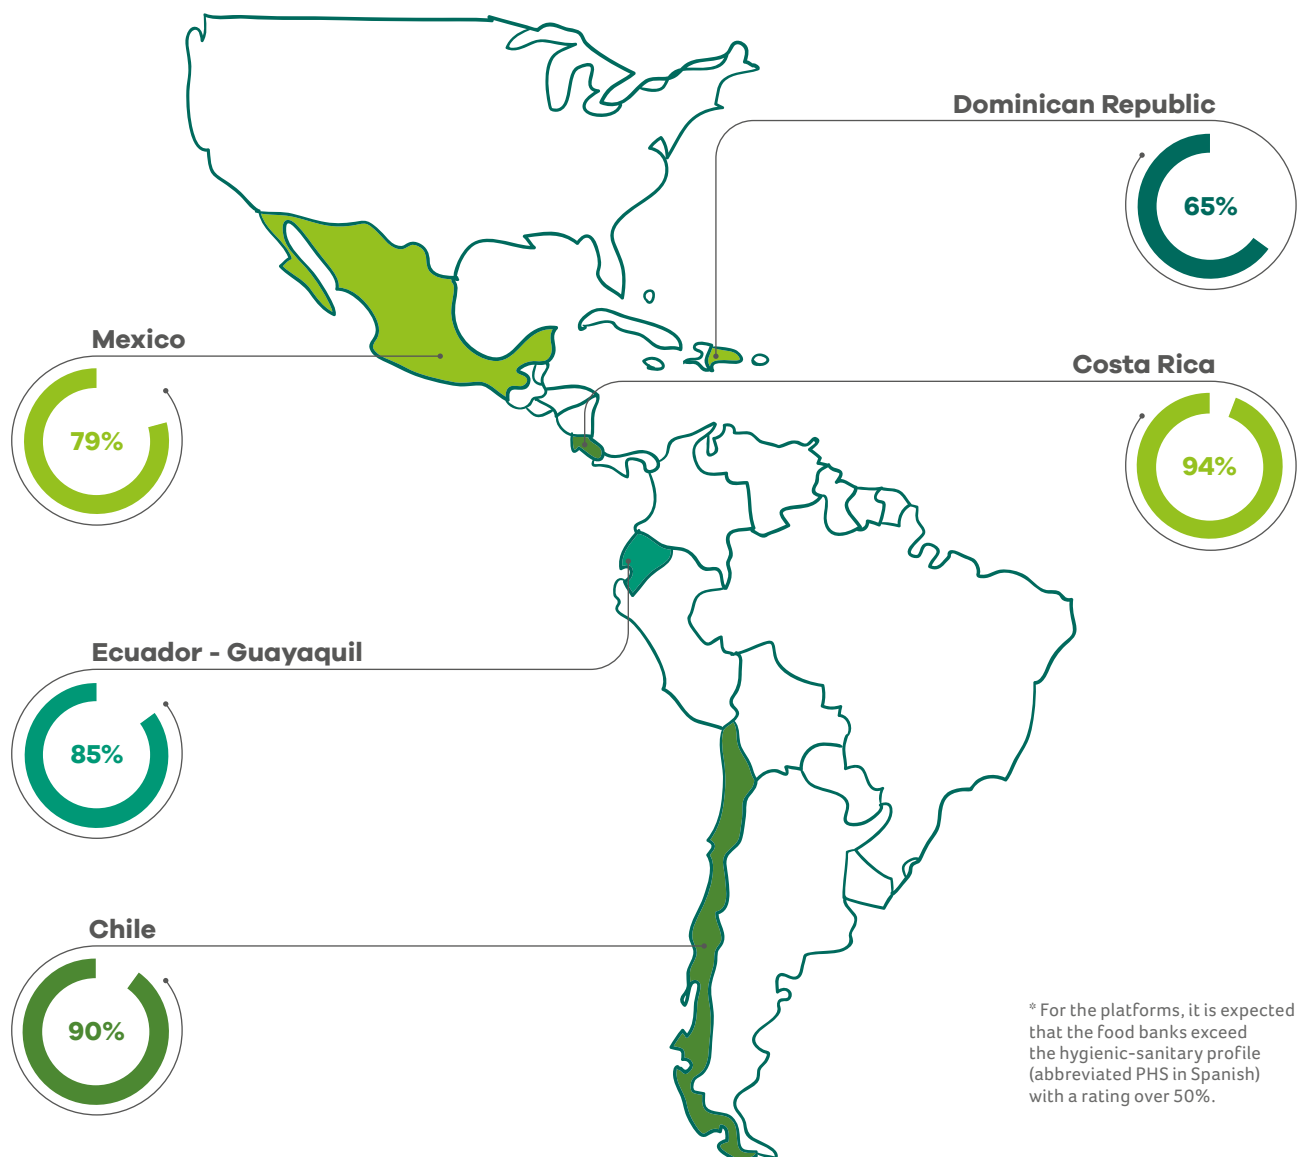 Dominican Republic
65%
Mexico
79%
Costa Rica
94%
Ecuador - Guayaquil
85%
Chile
90%
* For the platforms, it is expected
that the food banks exceed
the hygienic-sanitary profile
(abbreviated PHS in Spanish)
with a rating over 50%.